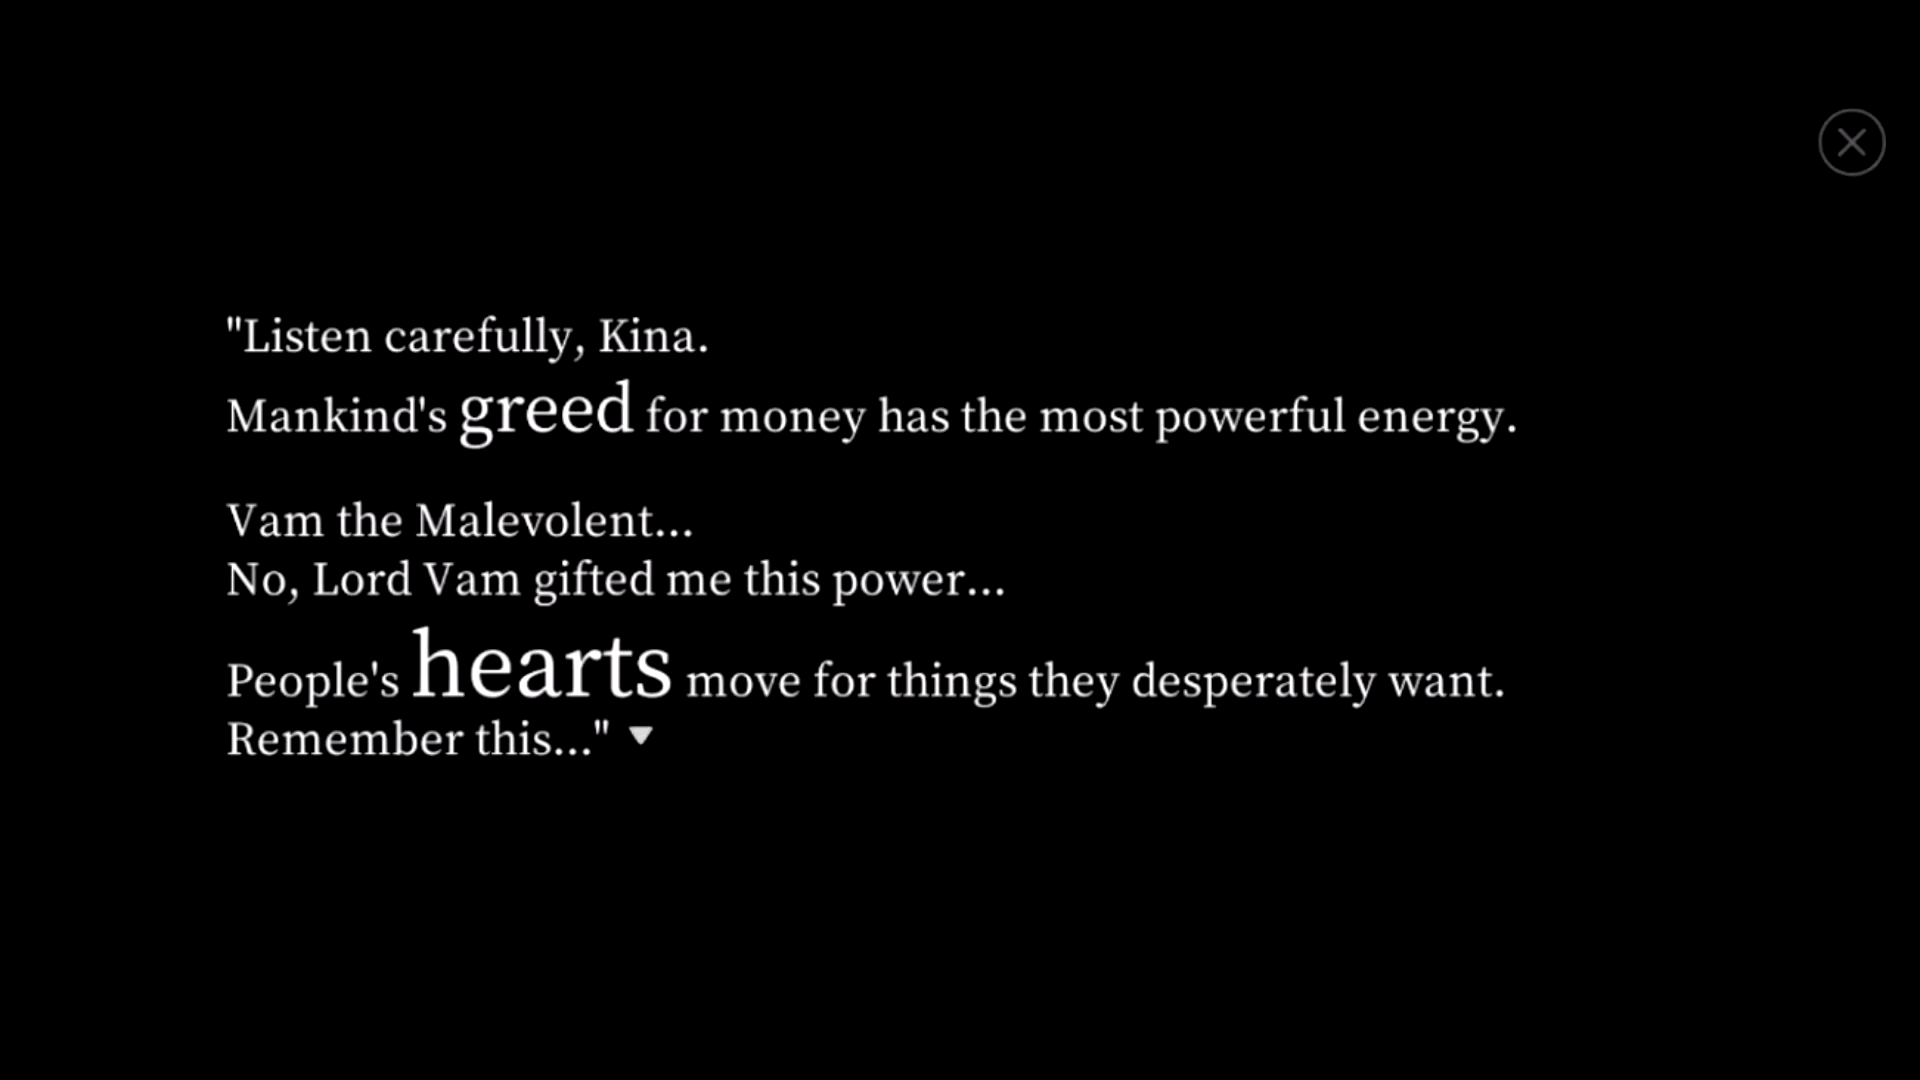 "Listen carefully, Kina.
Mankind's greed for money has the most powerful energy.
Vam the Malevolent...
No, Lord Vam gifted me this power...
People's hearts move for things they desperately want.
Remember this..."